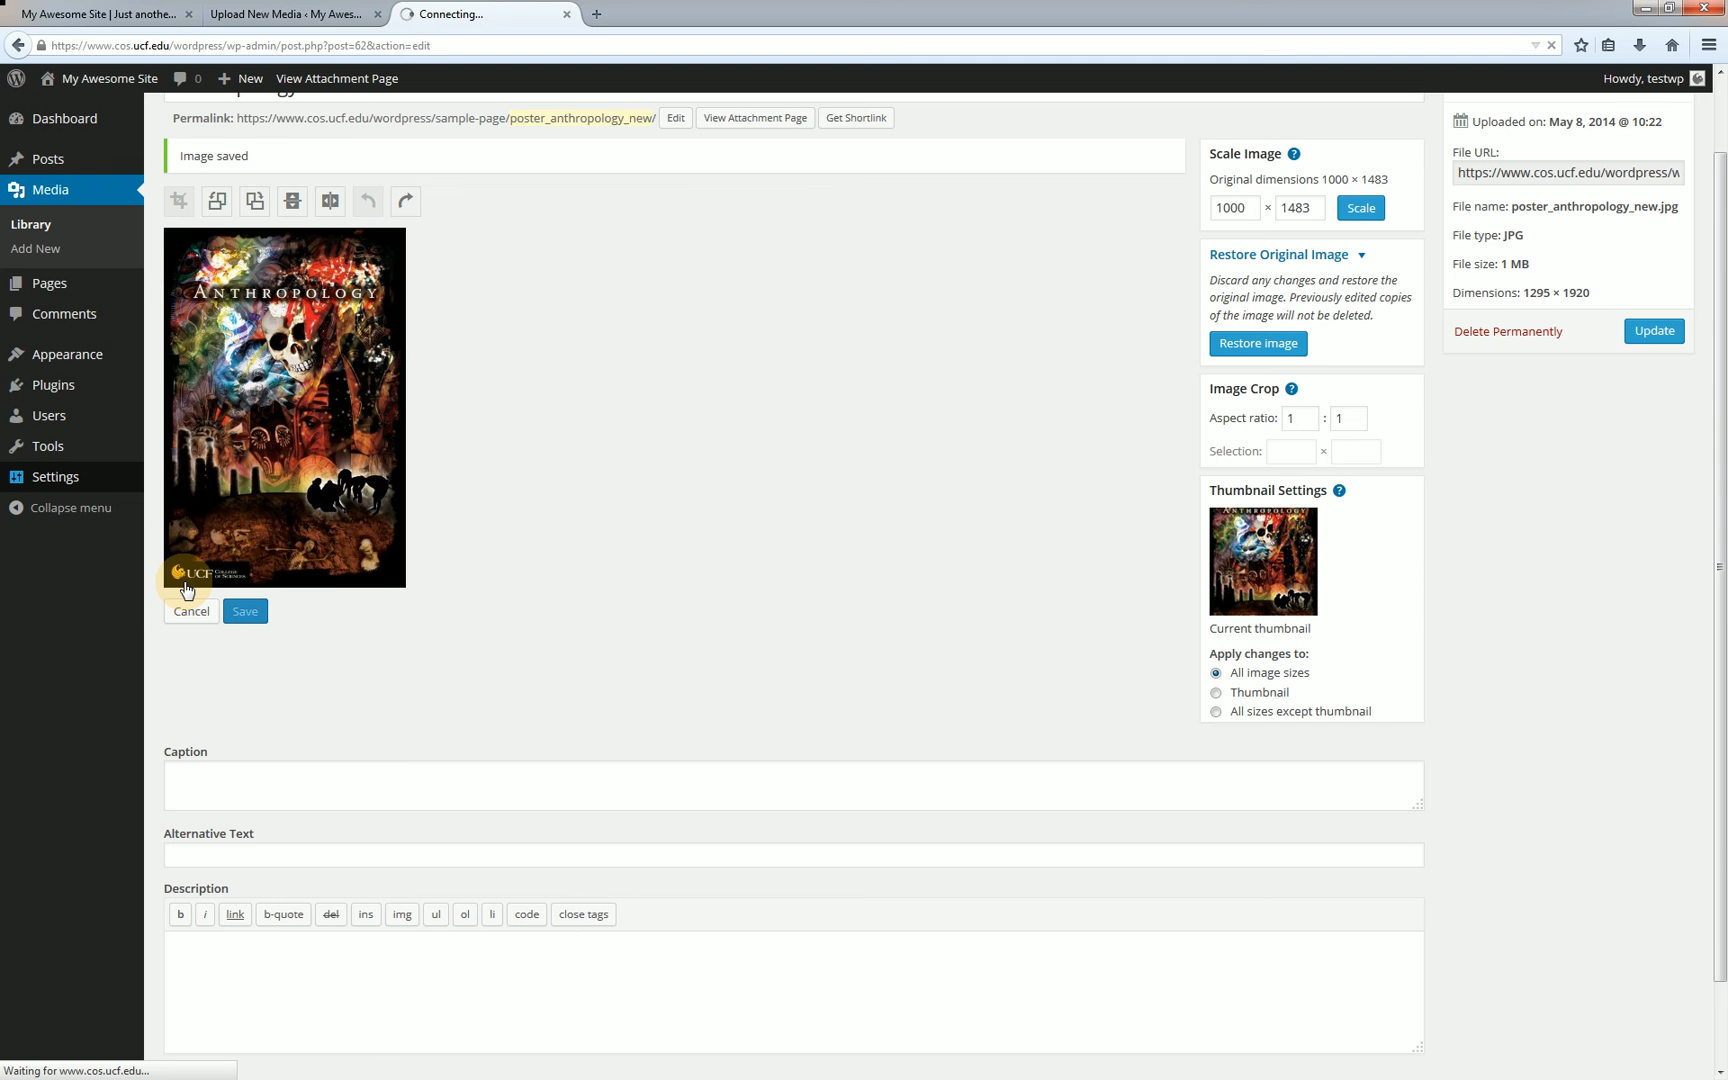 My Awesome Site | Just anothe...
Upload New Media ‹ My Awes...
Connecting...
https://www.cos.ucf.edu/wordpress/wp-admin/post.php?post=62&action=edit
My Awesome Site
0
New
View Attachment Page
Howdy, testwp
Dashboard
Posts
Media
Library
Add New
Pages
Comments
Appearance
Plugins
Users
Tools
Settings
Collapse menu
Permalink: https://www.cos.ucf.edu/wordpress/sample-page/poster_anthropology_new/
Edit
View Attachment Page
Get Shortlink
Image saved
ANTHROPOLOGY
UCF COLLEGE OF SCIENCES
Cancel
Save
Scale Image
Original dimensions 1000 × 1483
1000 × 1483
Scale
Restore Original Image
Discard any changes and restore the
original image. Previously edited copies
of the image will not be deleted.
Restore image
Image Crop
Aspect ratio: 1 : 1
Selection: ×
Thumbnail Settings
ANTHROPOLOGY
Current thumbnail
Apply changes to:
All image sizes
Thumbnail
All sizes except thumbnail
Uploaded on: May 8, 2014 @ 10:22
File URL:
https://www.cos.ucf.edu/wordpress/w
File name: poster_anthropology_new.jpg
File type: JPG
File size: 1 MB
Dimensions: 1295 × 1920
Delete Permanently
Update
Caption
Alternative Text
Description
b
i
link
b-quote
del
ins
img
ul
ol
li
code
close tags
Waiting for www.cos.ucf.edu...